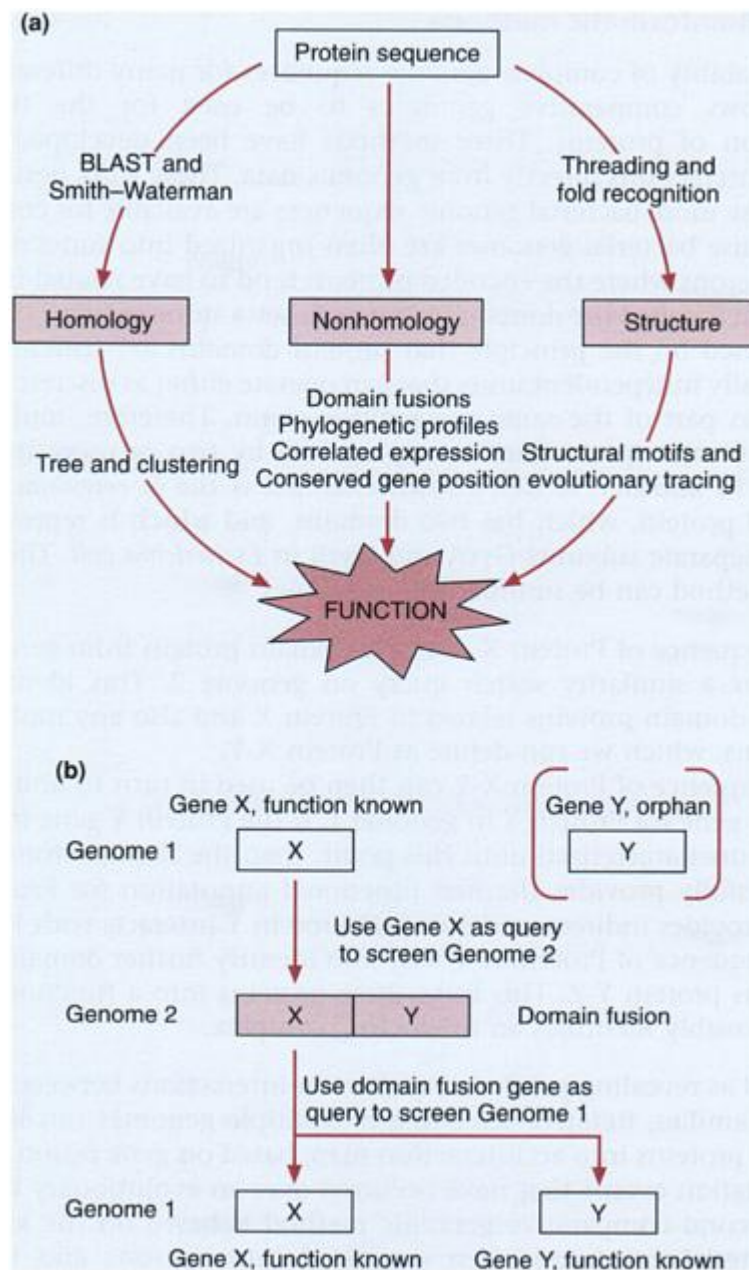 (a)
Protein sequence
BLAST and
Smith–Waterman
Threading and
fold recognition
Homology
Nonhomology
Structure
Domain fusions
Phylogenetic profiles
Tree and clustering
Correlated expression
Conserved gene position
Structural motifs and
evolutionary tracing
FUNCTION
(b)
Gene X, function known
Gene Y, orphan
Genome 1
X
Y
Use Gene X as query
to screen Genome 2
Genome 2
X
Y
Domain fusion
Use domain fusion gene as
query to screen Genome 1
Genome 1
X
Y
Gene X, function known
Gene Y, function known